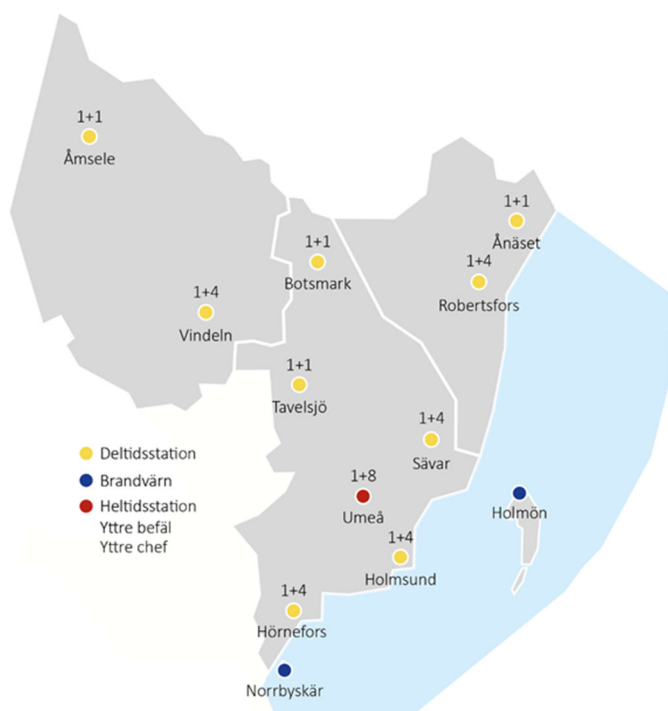 1+1
Åmsele
1+1
Ånäset
1+1
Botsmark
1+4
Robertsfors
1+4
Vindeln
1+1
Tavelsjö
1+4
Sävar
Deltidsstation
Brandvärn
Heltidsstation
Yttre befäl
Yttre chef
1+8
Umeå
Holmön
1+4
Holmsund
1+4
Hörnefors
Norrbyskär